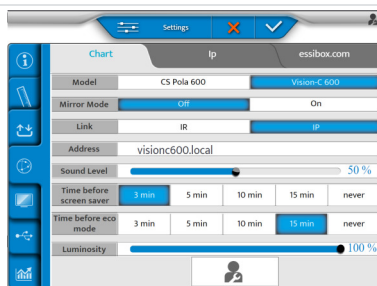 Settings
Chart Ip essibox.com
Model CS Pola 600 Vision-C 600
Mirror Mode Off On
Link IR IP
Address visionc600.local
Sound Level 50 %
Time before screen saver 3 min 5 min 10 min 15 min never
Time before eco mode 3 min 5 min 10 min 15 min never
Luminosity 100 %